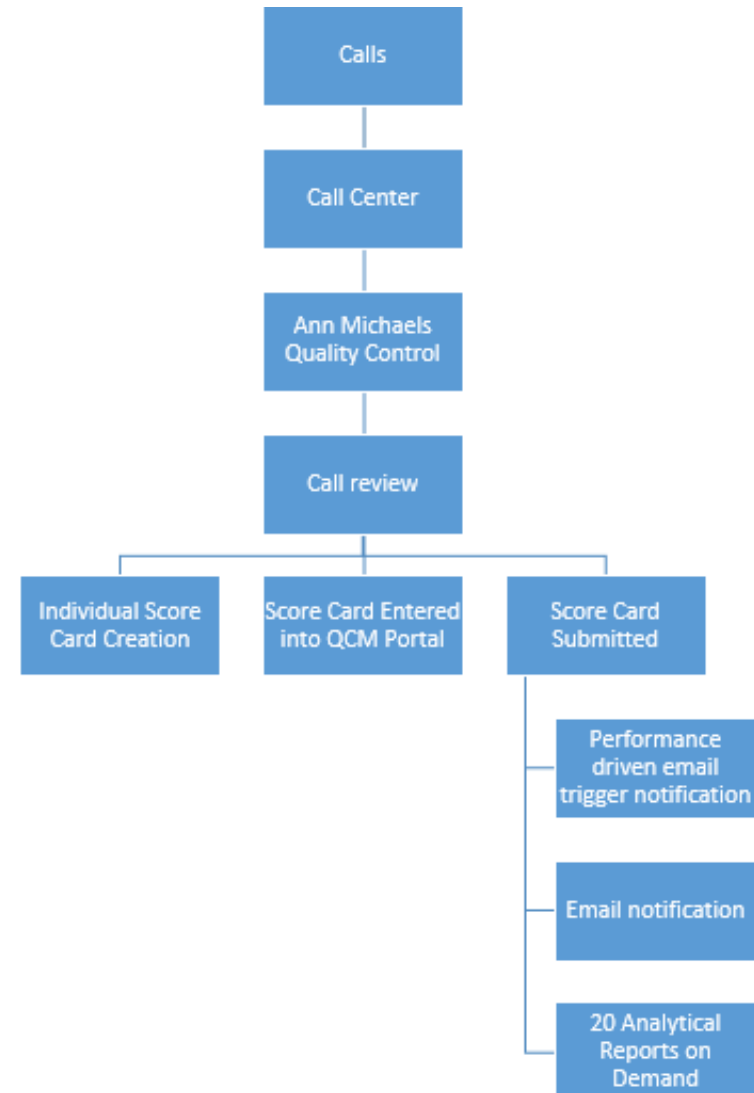 Calls
Call Center
Ann Michaels
Quality Control
Call review
Individual Score
Card Creation
Score Card Entered
into QCM Portal
Score Card
Submitted
Performance
driven email
trigger notification
Email notification
20 Analytical
Reports on
Demand